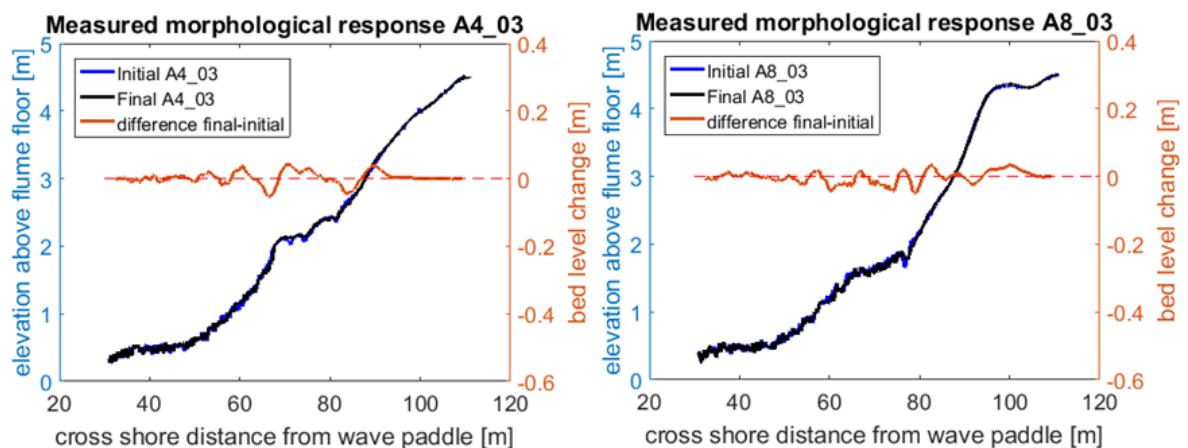 Measured morphological response A4_03
elevation above flume floor [m]
5
4
3
2
1
0
Initial A4_03
Final A4_03
difference final-initial
0.4
0.2
0
-0.2
-0.4
-0.6
bed level change [m]
20 40 60 80 100 120
cross shore distance from wave paddle [m]
Measured morphological response A8_03
elevation above flume floor [m]
5
4
3
2
1
0
Initial A8_03
Final A8_03
difference final-initial
0.4
0.2
0
-0.2
-0.4
-0.6
bed level change [m]
20 40 60 80 100 120
cross shore distance from wave paddle [m]